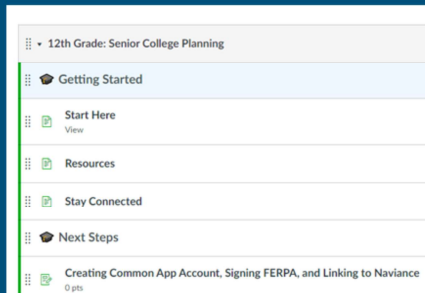 12th Grade: Senior College Planning
Getting Started
Start Here
View
Resources
Stay Connected
Next Steps
Creating Common App Account, Signing FERPA, and Linking to Naviance
0 pts